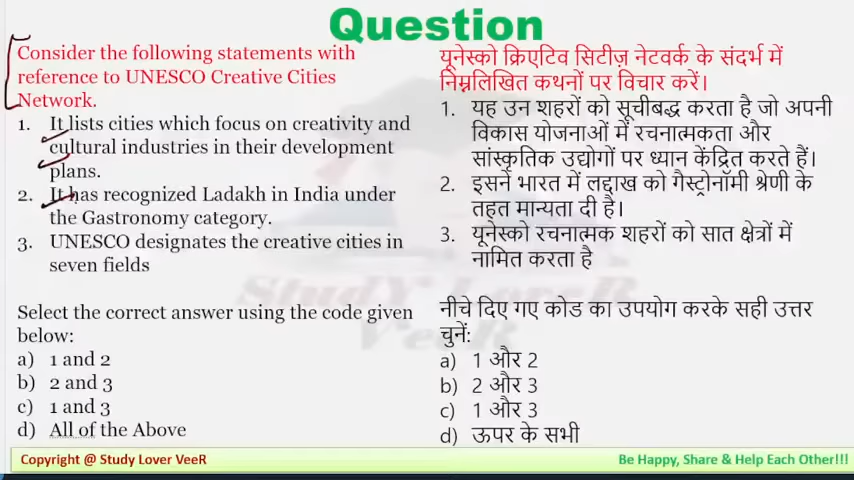 Question
Consider the following statements with
reference to UNESCO Creative Cities
Network.
1. It lists cities which focus on creativity and
cultural industries in their development
plans.
2. It has recognized Ladakh in India under
the Gastronomy category.
3. UNESCO designates the creative cities in
seven fields
Select the correct answer using the code given
below:
a) 1 and 2
b) 2 and 3
c) 1 and 3
d) All of the Above
यूनेस्को क्रिएटिव सिटीज़ नेटवर्क के संदर्भ में
निम्नलिखित कथनों पर विचार करें।
1. यह उन शहरों को सूचीबद्ध करता है जो अपनी
विकास योजनाओं में रचनात्मकता और
सांस्कृतिक उद्योगों पर ध्यान केंद्रित करते हैं।
2. इसने भारत में लद्दाख को गैस्ट्रोनॉमी श्रेणी के
तहत मान्यता दी है।
3. यूनेस्को रचनात्मक शहरों को सात क्षेत्रों में
नामित करता है
नीचे दिए गए कोड का उपयोग करके सही उत्तर
चुनें:
a) 1 और 2
b) 2 और 3
c) 1 और 3
d) ऊपर के सभी
StudY LoveR
VeeR
Copyright @ Study Lover VeeR
Be Happy, Share & Help Each Other!!!